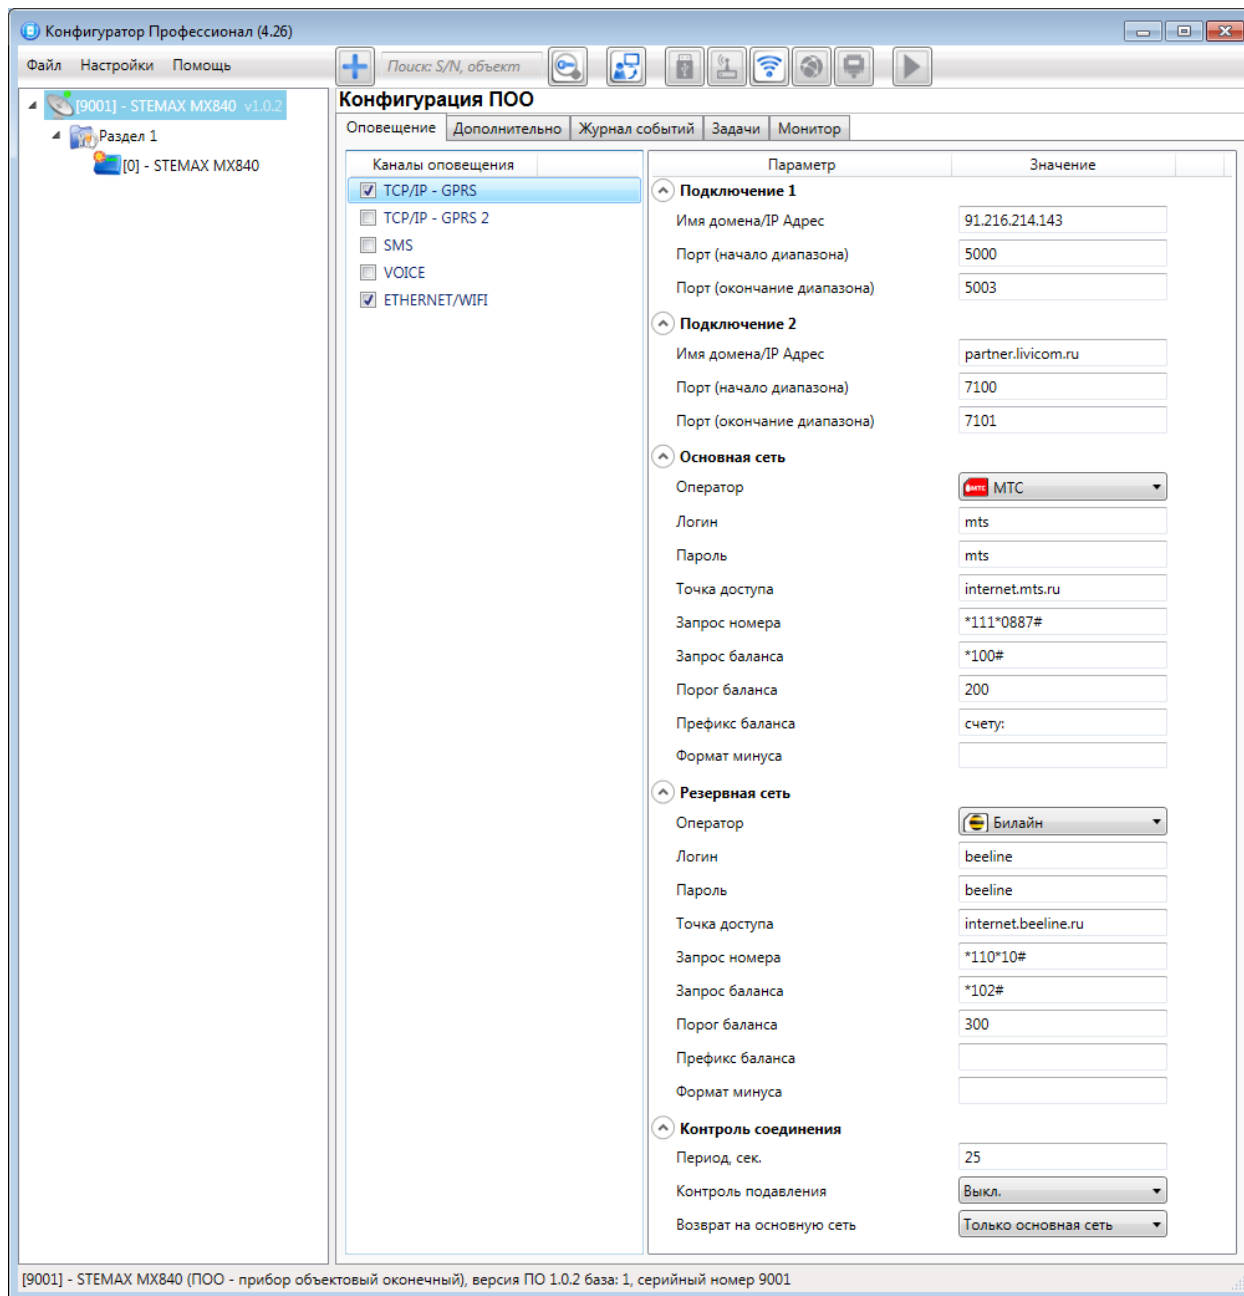 Конфигуратор Профессионал (4.26)
Файл Настройки Помощь
Поиск: S/N, объект
[9001] - STEMAX MX840 v1.0.2
Раздел 1
[0] - STEMAX MX840
Конфигурация ПОО
Оповещение Дополнительно Журнал событий Задачи Монитор
Каналы оповещения
TCP/IP - GPRS
TCP/IP - GPRS 2
SMS
VOICE
ETHERNET/WIFI
Параметр Значение
Подключение 1
Имя домена/IP Адрес 91.216.214.143
Порт (начало диапазона) 5000
Порт (окончание диапазона) 5003
Подключение 2
Имя домена/IP Адрес partner.livicom.ru
Порт (начало диапазона) 7100
Порт (окончание диапазона) 7101
Основная сеть
Оператор МТС МТС
Логин mts
Пароль mts
Точка доступа internet.mts.ru
Запрос номера *111*0887#
Запрос баланса *100#
Порог баланса 200
Префикс баланса счету:
Формат минуса
Резервная сеть
Оператор Билайн
Логин beeline
Пароль beeline
Точка доступа internet.beeline.ru
Запрос номера *110*10#
Запрос баланса *102#
Порог баланса 300
Префикс баланса
Формат минуса
Контроль соединения
Период, сек. 25
Контроль подавления Выкл.
Возврат на основную сеть Только основная сеть
[9001] - STEMAX MX840 (ПОО - прибор объектовый оконечный), версия ПО 1.0.2 база: 1, серийный номер 9001